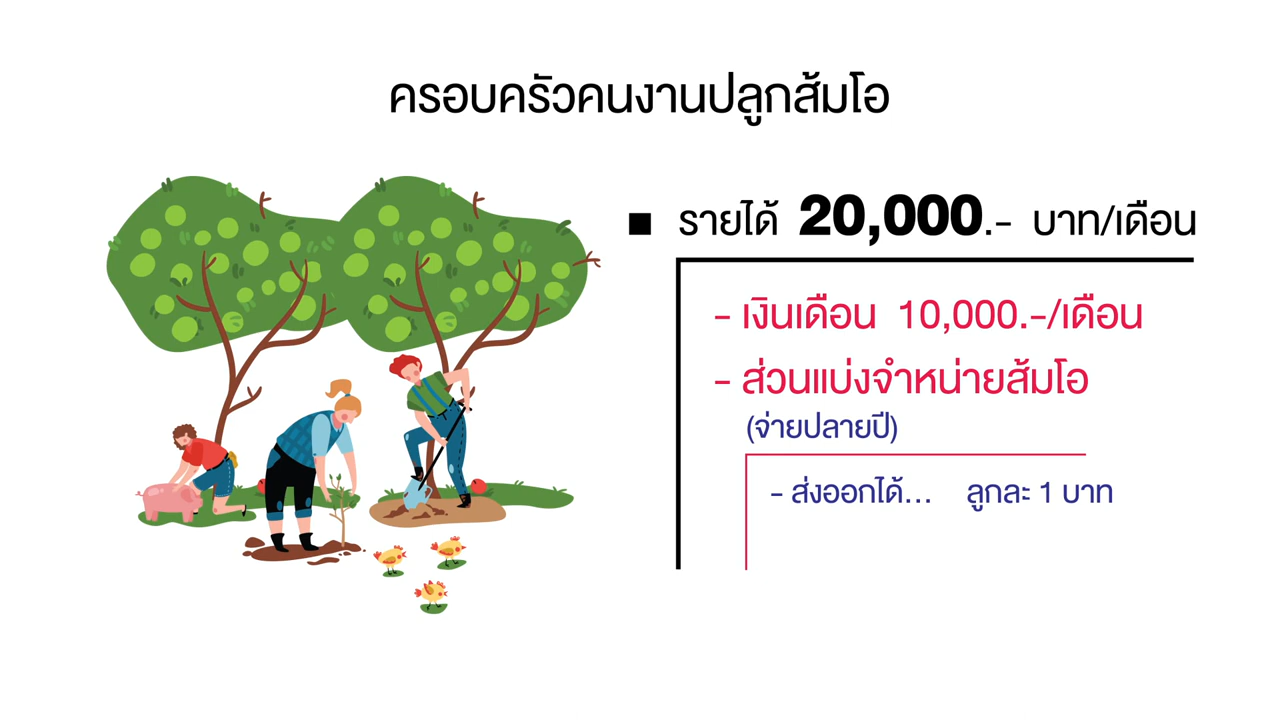 ครอบครัวคนงานปลูกส้มโอ
■ รายได้ 20,000.- บาท/เดือน
- เงินเดือน 10,000.-/เดือน
- ส่วนแบ่งจำหน่ายส้มโอ
(จ่ายปลายปี)
- ส่งออกได้... ลูกละ 1 บาท